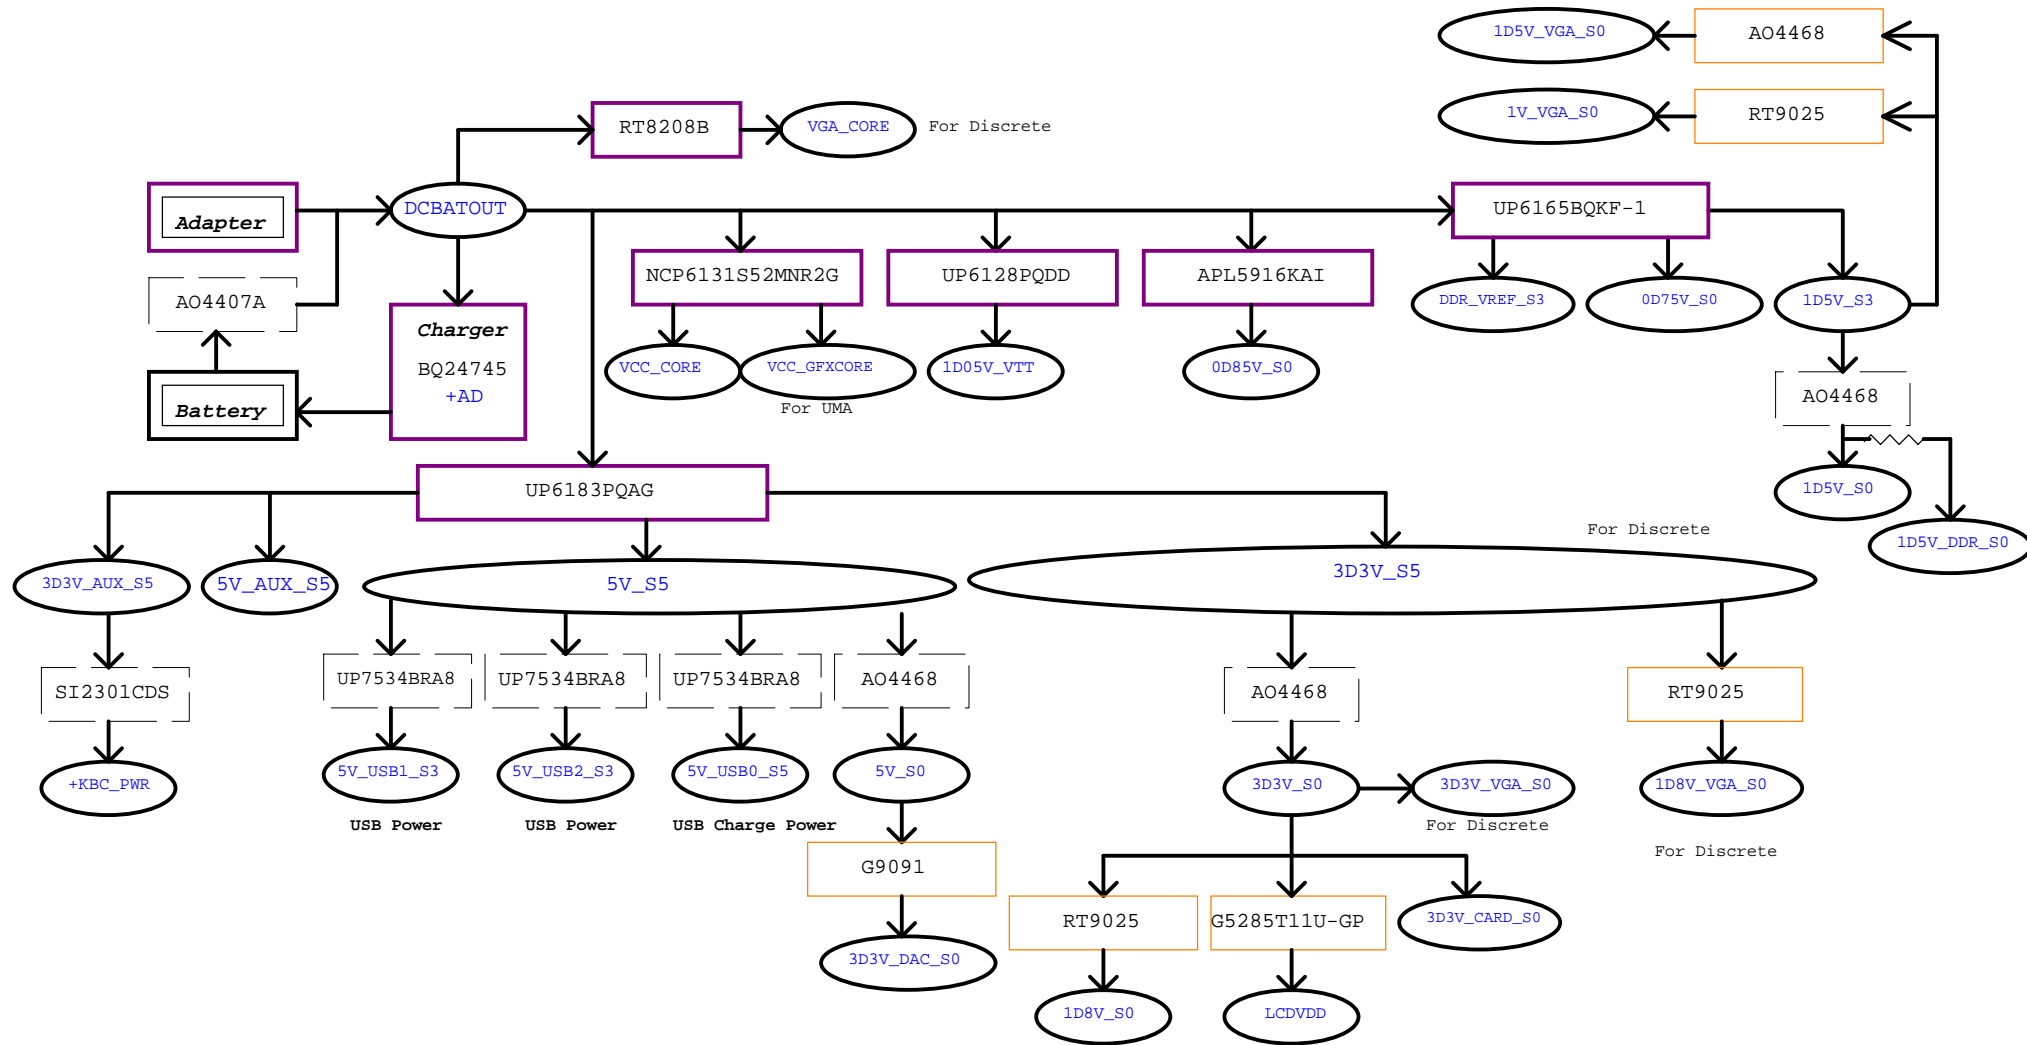 1D5V_VGA_S0
AO4468
RT8208B
VGA_CORE
For Discrete
1V_VGA_S0
RT9025
Adapter
DCBATOUT
UP6165BQKF-1
NCP6131S52MNR2G
UP6128PQDD
APL5916KAI
AO4407A
DDR_VREF_S3
0D75V_S0
1D5V_S3
Charger
BQ24745
+AD
VCC_CORE
VCC_GFXCORE
1D05V_VTT
0D85V_S0
For UMA
Battery
AO4468
UP6183PQAG
1D5V_S0
For Discrete
1D5V_DDR_S0
3D3V_AUX_S5
5V_AUX_S5
5V_S5
3D3V_S5
SI2301CDS
UP7534BRA8
UP7534BRA8
UP7534BRA8
AO4468
AO4468
RT9025
+KBC_PWR
5V_USB1_S3
5V_USB2_S3
5V_USB0_S5
5V_S0
3D3V_S0
3D3V_VGA_S0
1D8V_VGA_S0
USB Power
USB Power
USB Charge Power
For Discrete
For Discrete
G9091
RT9025
G5285T11U-GP
3D3V_CARD_S0
3D3V_DAC_S0
1D8V_S0
LCDVDD